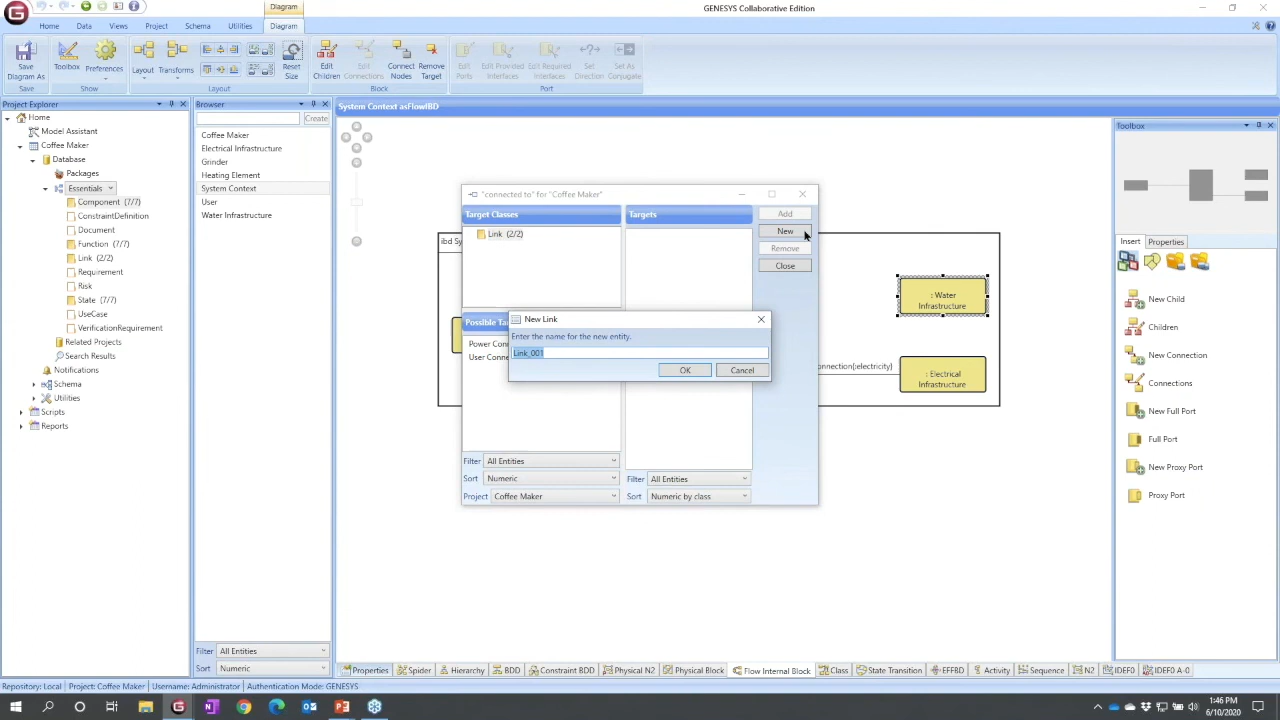 Diagram
GENESYS Collaborative Edition
Home Data Views Project Schema Utilities Diagram
Save Diagram As
Toolbox
Preferences
Layout
Transforms
Reset Size
Edit Children
Edit Connections
Connect Nodes
Remove Target
Edit Ports
Edit Provided Interfaces
Edit Required Interfaces
Set Direction
Set As Conjugate
Save Show Layout Block Port
Project Explorer
Home
Model Assistant
Coffee Maker
Database
Packages
Essentials
Component (7/7)
ConstraintDefinition
Document
Function (7/7)
Link (2/2)
Requirement
Risk
State (7/7)
UseCase
VerificationRequirement
Related Projects
Search Results
Notifications
Schema
Utilities
Scripts
Reports
Browser
Create
Coffee Maker
Electrical Infrastructure
Grinder
Heating Element
System Context
User
Water Infrastructure
Filter All Entities
Sort Numeric
System Context asFlowIBD
ibd Sy
"connected to" for "Coffee Maker"
Target Classes
Link (2/2)
Targets
Add
New
Remove
Close
Possible Ta
Power Conn
User Conne
New Link
Enter the name for the new entity.
Link_001
OK Cancel
Filter All Entities
Sort Numeric
Project Coffee Maker
Filter All Entities
Sort Numeric by class
: Water
Infrastructure
onnection(electricity)
: Electrical
Infrastructure
Toolbox
Insert Properties
New Child
Children
New Connection
Connections
New Full Port
Full Port
New Proxy Port
Proxy Port
Properties Spider Hierarchy BDD Constraint BDD Physical N2 Physical Block Flow Internal Block Class State Transition EFFBD Activity Sequence N2 IDEF0 IDEF0 A-0
Repository: Local Project: Coffee Maker Username: Administrator Authentication Mode: GENESYS
1:46 PM
6/10/2020